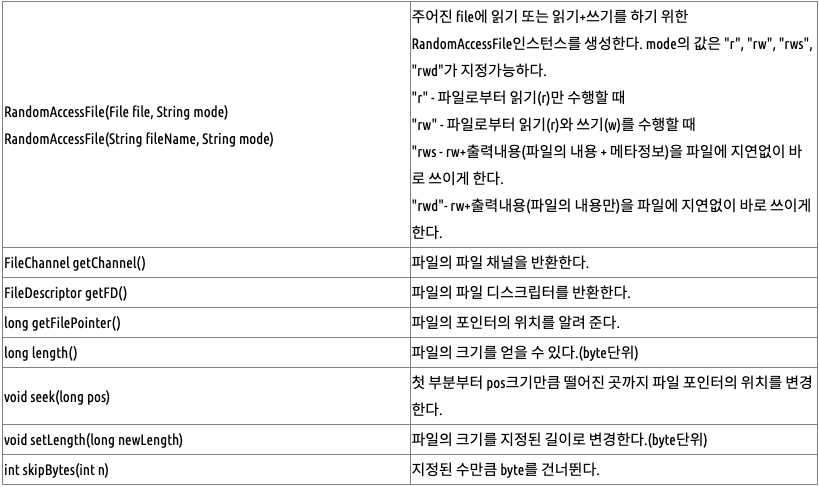 RandomAccessFile(File file, String mode)
RandomAccessFile(String fileName, String mode)
주어진 file에 읽기 또는 읽기+쓰기를 하기 위한
RandomAccessFile인스턴스를 생성한다. mode의 값은 "r", "rw", "rws",
"rwd"가 지정가능하다.
"r" - 파일로부터 읽기(r)만 수행할 때
"rw" - 파일로부터 읽기(r)와 쓰기(w)를 수행할 때
"rws - rw+출력내용(파일의 내용 + 메타정보)을 파일에 지연없이 바
로 쓰이게 한다.
"rwd"- rw+출력내용(파일의 내용만)을 파일에 지연없이 바로 쓰이게
한다.
FileChannel getChannel()
파일의 파일 채널을 반환한다.
FileDescriptor getFD()
파일의 파일 디스크립터를 반환한다.
long getFilePointer()
파일의 포인터의 위치를 알려 준다.
long length()
파일의 크기를 얻을 수 있다.(byte단위)
void seek(long pos)
첫 부분부터 pos크기만큼 떨어진 곳까지 파일 포인터의 위치를 변경
한다.
void setLength(long newLength)
파일의 크기를 지정된 길이로 변경한다.(byte단위)
int skipBytes(int n)
지정된 수만큼 byte를 건너뛴다.